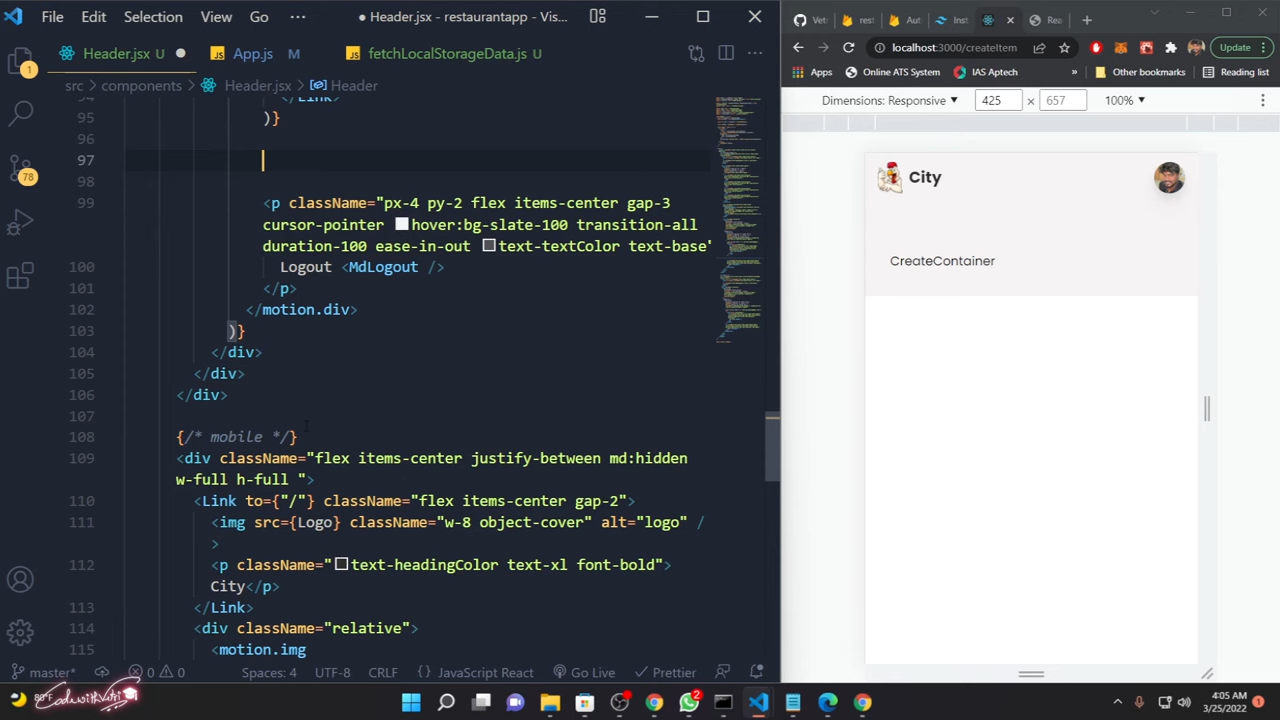 File Edit Selection View Go ··· ● Header.jsx - restaurantapp - Vis...
Header.jsx U ● App.js M fetchLocalStorageData.js U
src > components > Header.jsx > Header
94 </Link>
95 )}
96
97
98
99 <p className="px-4 py-2 flex items-center gap-3
cursor-pointer hover:bg-slate-100 transition-all
duration-100 ease-in-out text-textColor text-base"
100 Logout <MdLogout />
101 </p>
102 </motion.div>
103 )}
104 </div>
105 </div>
106 </div>
107
108 {/* mobile */}
109 <div className="flex items-center justify-between md:hidden
w-full h-full ">
110 <Link to={"/"} className="flex items-center gap-2">
111 <img src={Logo} className="w-8 object-cover" alt="logo" /
>
112 <p className="text-headingColor text-xl font-bold">
City</p>
113 </Link>
114 <div className="relative">
115 <motion.img
master* 0 0 Spaces: 4 UTF-8 CRLF {} JavaScript React Go Live Prettier
Vet rest Aut Inst Rea
localhost:3000/createItem Update
Apps Online ATS System IAS Aptech » Other bookmarks Reading list
Dimensions: Responsive 425 × 657 100%
City
CreateContainer
80°F
4:05 AM
3/25/2022